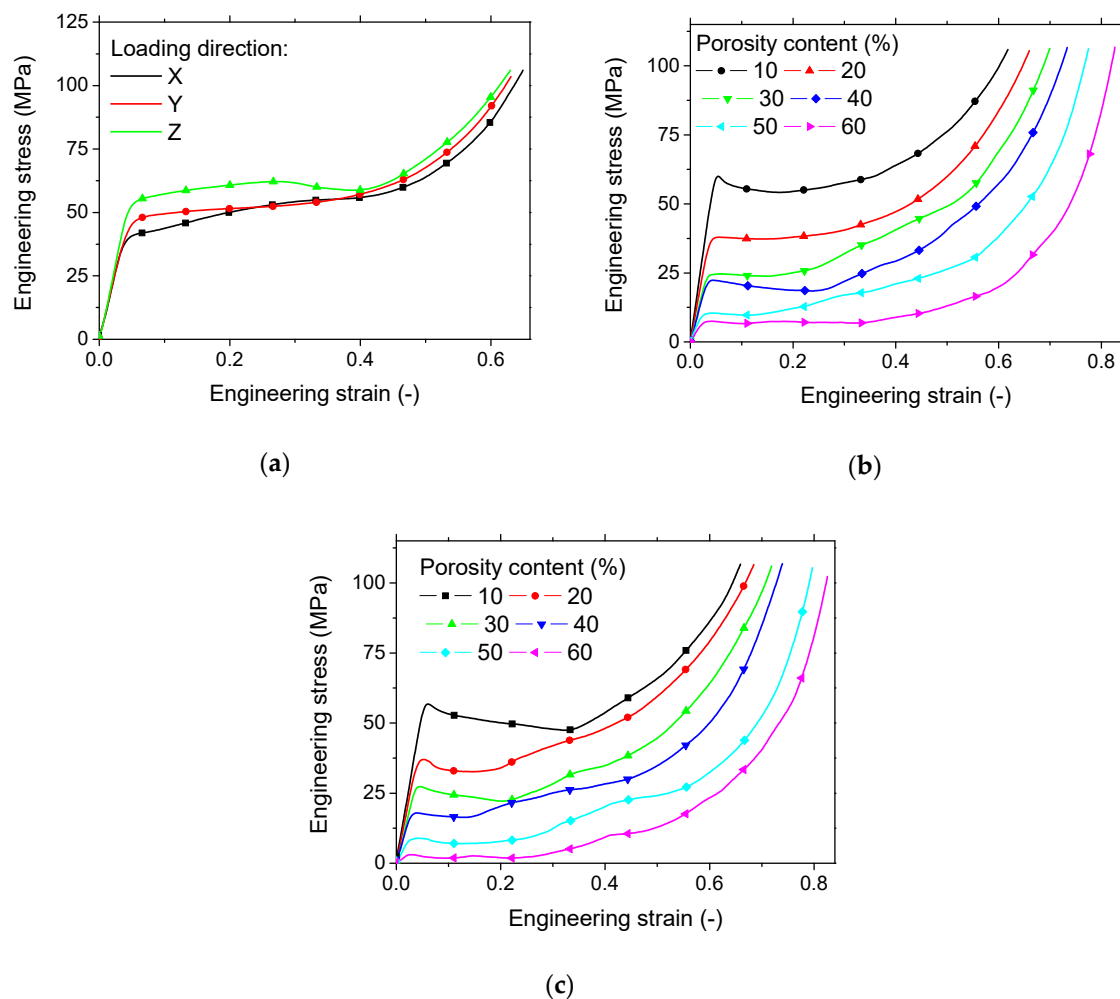 (a)
125
100
75
50
25
0
Engineering stress (MPa)
Loading direction:
X
Y
Z
0.0 0.2 0.4 0.6
Engineering strain (-)
(b)
100
75
50
25
0
Engineering stress (MPa)
Porosity content (%)
10 20
30 40
50 60
0.0 0.2 0.4 0.6 0.8
Engineering strain (-)
(a)
(b)
100
75
50
25
0
Engineering stress (MPa)
Porosity content (%)
10 20
30 40
50 60
0.0 0.2 0.4 0.6 0.8
Engineering strain (-)
(c)